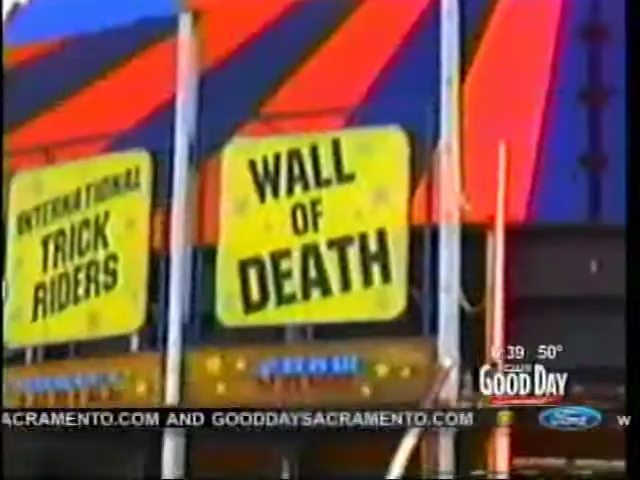 INTERNATIONAL
TRICK
RIDERS
WALL
OF
DEATH
:39 50°
GOOD DAY
ACRAMENTO.COM AND GOODDAYSACRAMENTO.COM
Ford
W